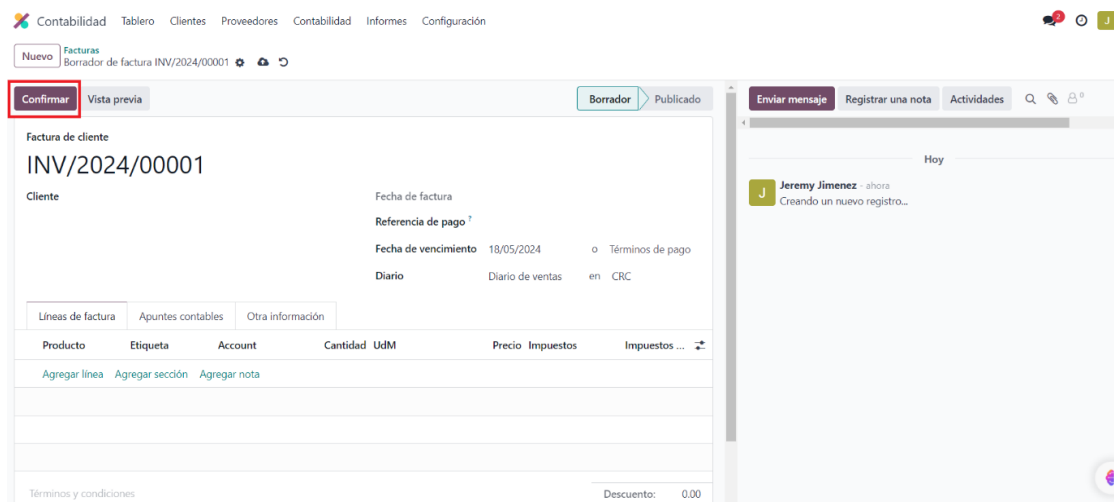 Contabilidad Tablero Clientes Proveedores Contabilidad Informes Configuración 2 J
Nuevo Facturas
Borrador de factura INV/2024/00001
Confirmar Vista previa Borrador Publicado Enviar mensaje Registrar una nota Actividades 0
Factura de cliente
INV/2024/00001
Cliente Fecha de factura
Referencia de pago ?
Fecha de vencimiento 18/05/2024 o Términos de pago
Diario Diario de ventas en CRC
Líneas de factura Apuntes contables Otra información
Producto Etiqueta Account Cantidad UdM Precio Impuestos Impuestos ...
Agregar línea Agregar sección Agregar nota
Términos y condiciones Descuento: 0.00
Hoy
J Jeremy Jimenez - ahora
Creando un nuevo registro...